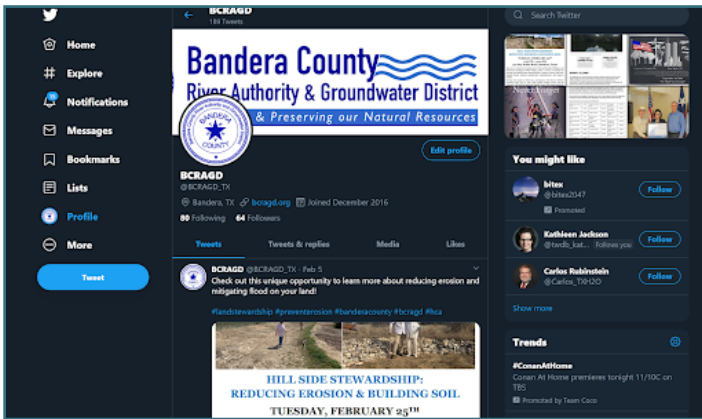 BCRAGD
189 Tweets
Home
Explore
Notifications
Messages
Bookmarks
Lists
Profile
More
Tweet
Bandera County
River Authority & Groundwater District
& Preserving our Natural Resources
BANDERA
COUNTY
Edit profile
BCRAGD
@BCRAGD_TX
Bandera, TX bcragd.org Joined December 2016
80 Following 64 Followers
Tweets Tweets & replies Media Likes
BCRAGD @BCRAGD_TX · Feb 5
Check out this unique opportunity to learn more about reducing erosion and
mitigating flood on your land!
#landstewardship #preventerosion #banderacounty #bcragd #hca
HILL SIDE STEWARDSHIP:
REDUCING EROSION & BUILDING SOIL
TUESDAY, FEBRUARY 25TH
Search Twitter
You might like
bitex
@bitex2047
Follow
Promoted
Kathleen Jackson
@twdb_kat... Follows you
Follow
Carlos Rubinstein
@Carlos_TXH2O
Follow
Show more
Trends
#ConanAtHome
Conan At Home premieres tonight 11/10C on
TBS
Promoted by Team Coco